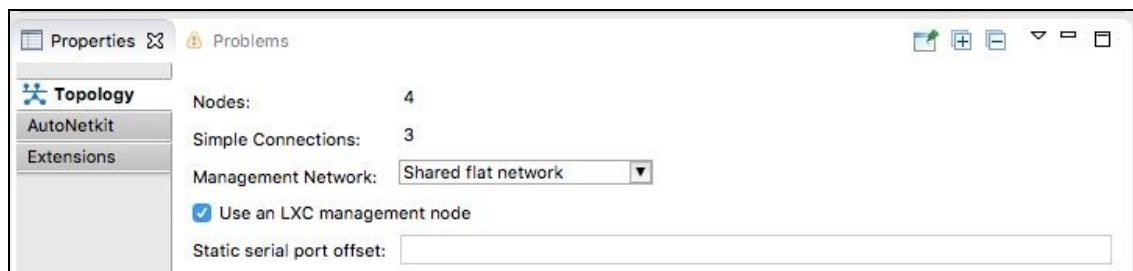 Properties Problems
Topology
AutoNetkit
Extensions
Nodes: 4
Simple Connections: 3
Management Network: Shared flat network
Use an LXC management node
Static serial port offset: